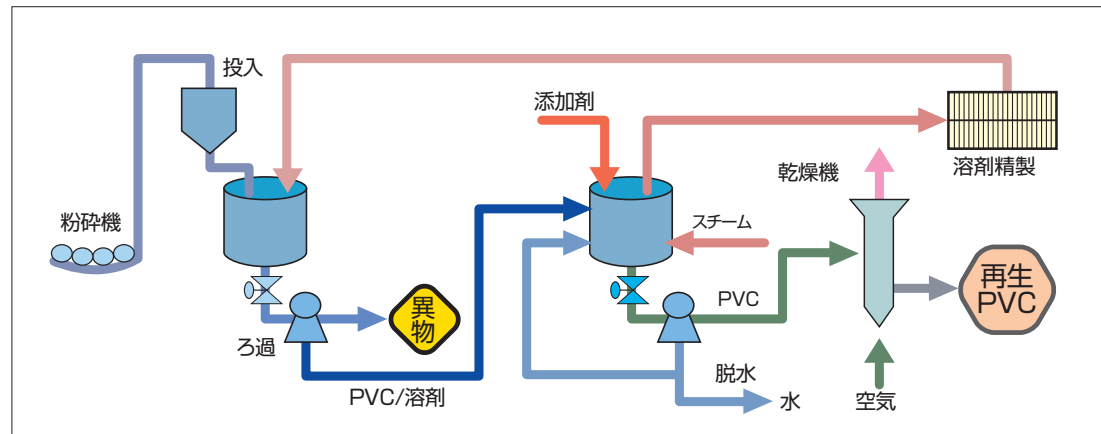 投入
添加剤
溶剤精製
乾燥機
粉砕機
スチーム
異物
再生
PVC
PVC
ろ過
PVC/溶剤
脱水
水
空気